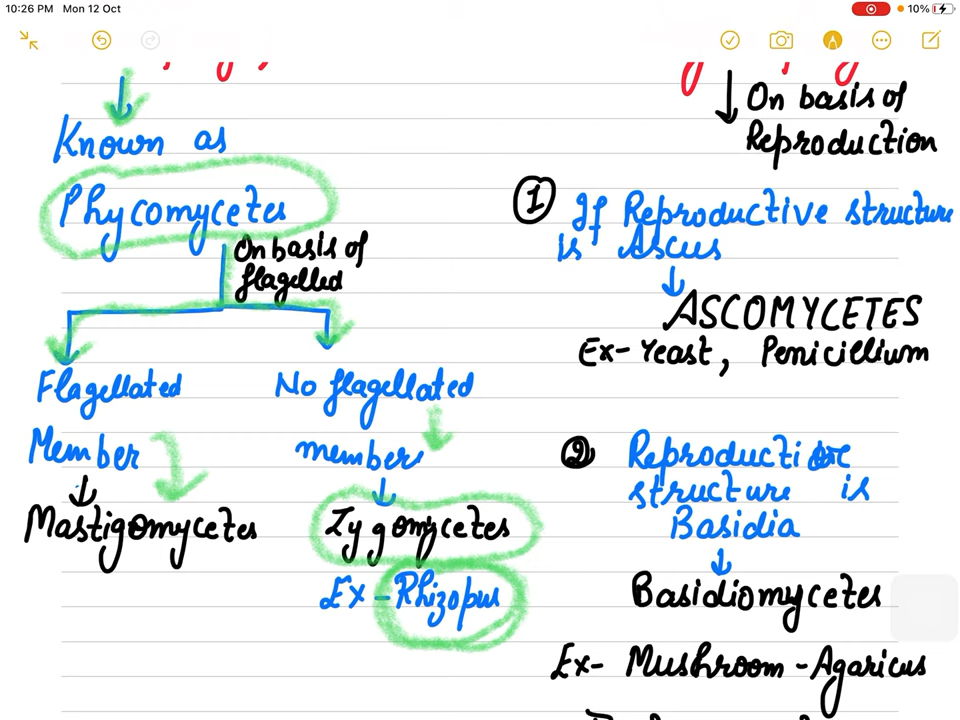 10:26 PM Mon 12 Oct
10%
Known as
Phycomycetes
On basis of
flagelled
Flagellated
Member
Mastigomycetes
No flagellated
member
Zygomycetes
Ex - Rhizopus
On basis of
Reproduction
1 If Reproductive structure
is Ascus
ASCOMYCETES
Ex- Yeast, Penicillium
2 Reproductive
structure is
Basidia
Basidiomycetes
Ex- Mushroom - Agaricus